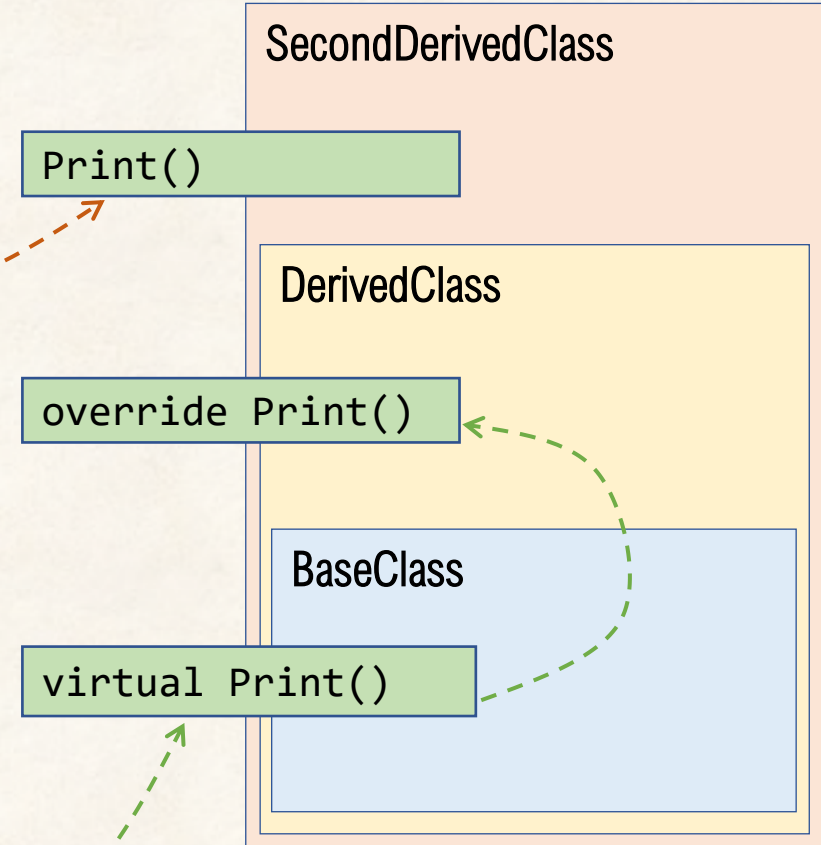 SecondDerivedClass
Print()
DerivedClass
override Print()
BaseClass
virtual Print()